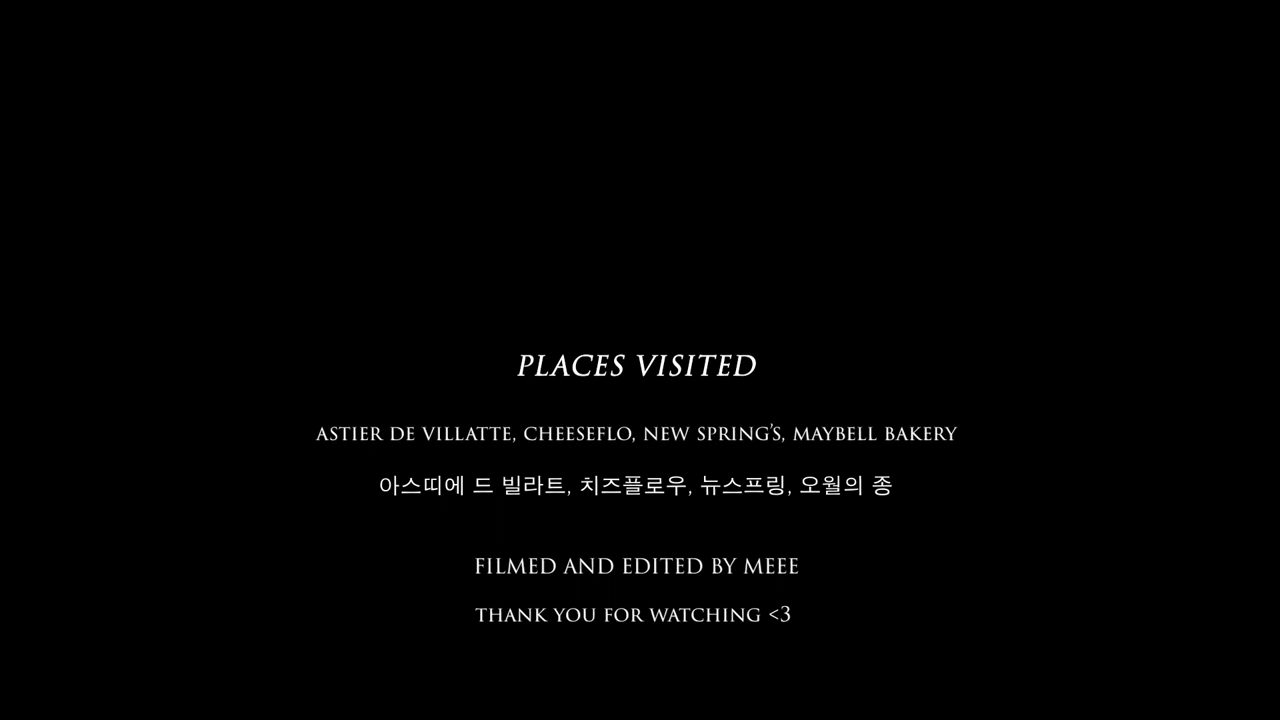 PLACES VISITED
ASTIER DE VILLATTE, CHEESEFLO, NEW SPRING'S, MAYBELL BAKERY
아스띠에 드 빌라트, 치즈플로우, 뉴스프링, 오월의 종
FILMED AND EDITED BY MEEE
THANK YOU FOR WATCHING <3